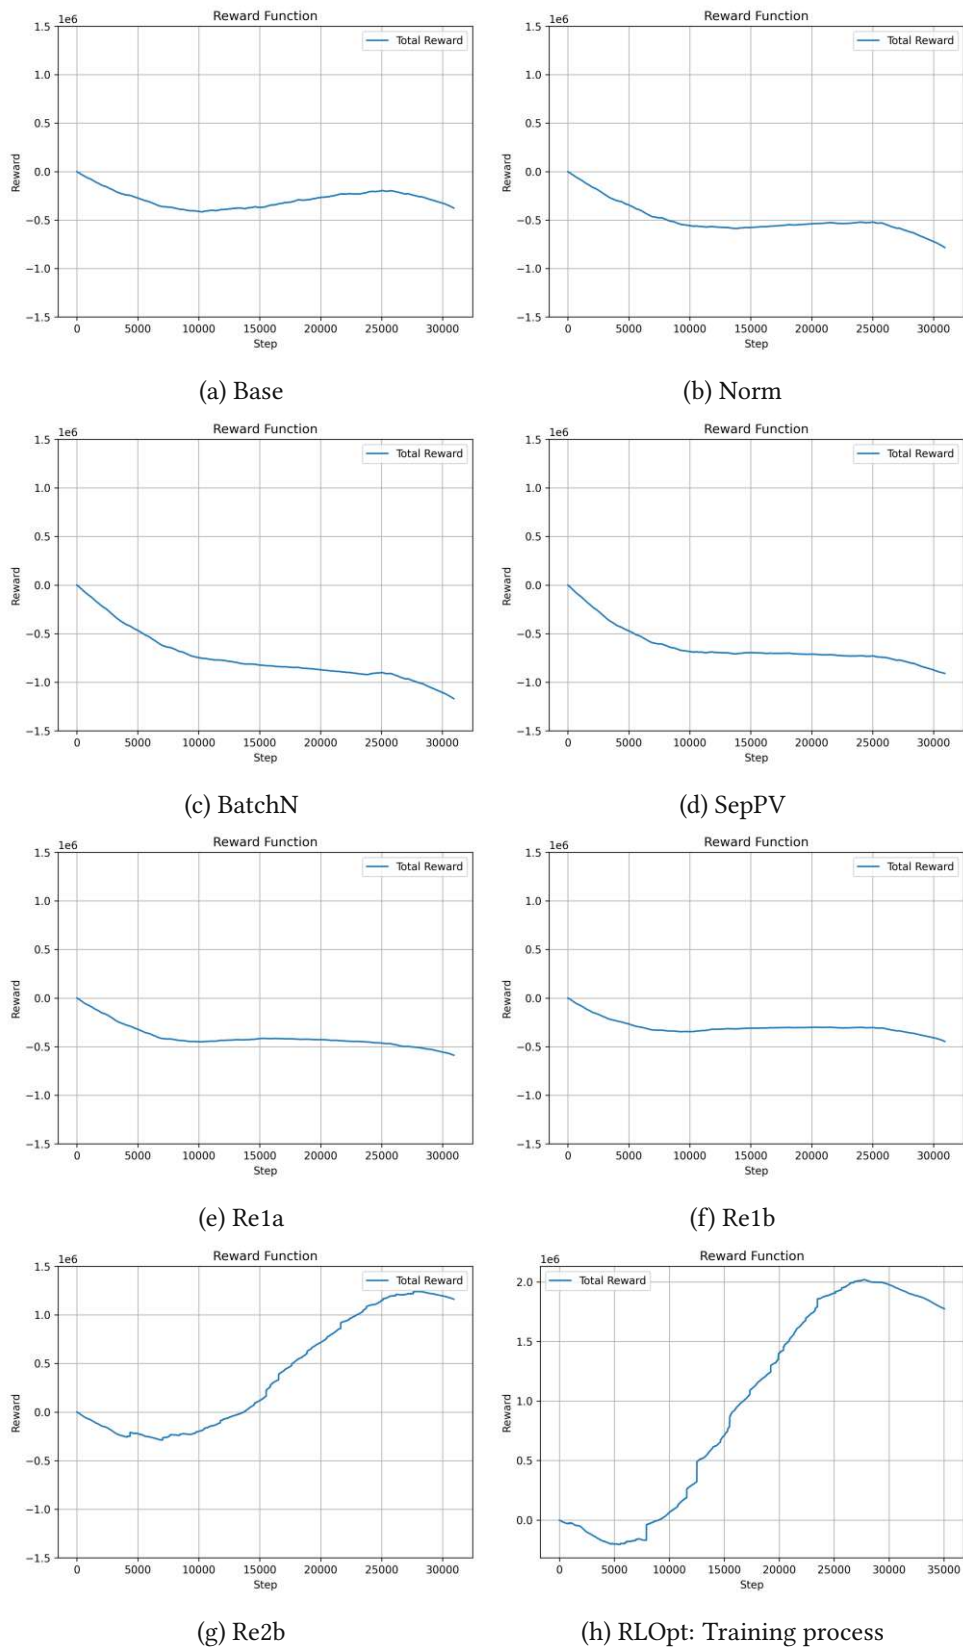 Reward Function
1e6
Total Reward
1.5
1.0
0.5
0.0
−0.5
−1.0
−1.5
Reward
0 5000 10000 15000 20000 25000 30000
Step
(a) Base
Reward Function
1e6
Total Reward
1.5
1.0
0.5
0.0
−0.5
−1.0
−1.5
Reward
0 5000 10000 15000 20000 25000 30000
Step
(b) Norm
Reward Function
1e6
Total Reward
1.5
1.0
0.5
0.0
−0.5
−1.0
−1.5
Reward
0 5000 10000 15000 20000 25000 30000
Step
(c) BatchN
Reward Function
1e6
Total Reward
1.5
1.0
0.5
0.0
−0.5
−1.0
−1.5
Reward
0 5000 10000 15000 20000 25000 30000
Step
(d) SepPV
Reward Function
1e6
Total Reward
1.5
1.0
0.5
0.0
−0.5
−1.0
−1.5
Reward
0 5000 10000 15000 20000 25000 30000
Step
(e) Re1a
Reward Function
1e6
Total Reward
1.5
1.0
0.5
0.0
−0.5
−1.0
−1.5
Reward
0 5000 10000 15000 20000 25000 30000
Step
(f) Re1b
Reward Function
1e6
Total Reward
1.5
1.0
0.5
0.0
−0.5
−1.0
−1.5
Reward
0 5000 10000 15000 20000 25000 30000
Step
(g) Re2b
Reward Function
1e6
Total Reward
2.0
1.5
1.0
0.5
0.0
Reward
0 5000 10000 15000 20000 25000 30000 35000
Step
(h) RLOpt: Training process